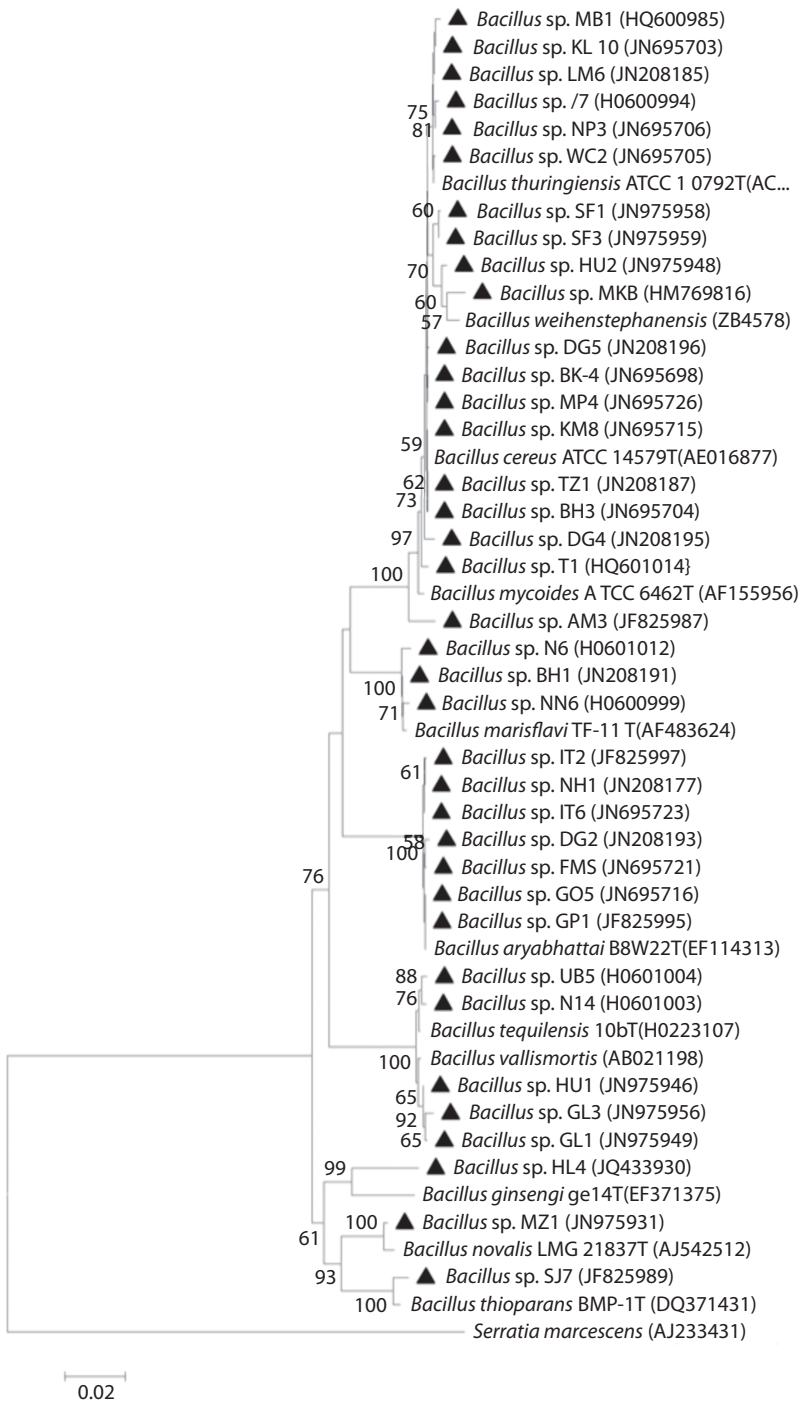 Bacillus sp. MB1 (HQ600985)
Bacillus sp. KL 10 (JN695703)
Bacillus sp. LM6 (JN208185)
Bacillus sp. /7 (H0600994)
75
81
Bacillus sp. NP3 (JN695706)
Bacillus sp. WC2 (JN695705)
Bacillus thuringiensis ATCC 1 0792T(AC...
60
Bacillus sp. SF1 (JN975958)
Bacillus sp. SF3 (JN975959)
70
Bacillus sp. HU2 (JN975948)
60
Bacillus sp. MKB (HM769816)
57
Bacillus weihenstephanensis (ZB4578)
Bacillus sp. DG5 (JN208196)
Bacillus sp. BK-4 (JN695698)
Bacillus sp. MP4 (JN695726)
Bacillus sp. KM8 (JN695715)
59
Bacillus cereus ATCC 14579T(AE016877)
62
Bacillus sp. TZ1 (JN208187)
73
Bacillus sp. BH3 (JN695704)
97
Bacillus sp. DG4 (JN208195)
100
Bacillus sp. T1 (HQ601014}
Bacillus mycoides A TCC 6462T (AF155956)
Bacillus sp. AM3 (JF825987)
Bacillus sp. N6 (H0601012)
Bacillus sp. BH1 (JN208191)
100
Bacillus sp. NN6 (H0600999)
71
Bacillus marisflavi TF-11 T(AF483624)
Bacillus sp. IT2 (JF825997)
61
Bacillus sp. NH1 (JN208177)
Bacillus sp. IT6 (JN695723)
58
Bacillus sp. DG2 (JN208193)
100
Bacillus sp. FMS (JN695721)
76
Bacillus sp. GO5 (JN695716)
Bacillus sp. GP1 (JF825995)
Bacillus aryabhattai B8W22T(EF114313)
88
Bacillus sp. UB5 (H0601004)
76
Bacillus sp. N14 (H0601003)
Bacillus tequilensis 10bT(H0223107)
100
Bacillus vallismortis (AB021198)
Bacillus sp. HU1 (JN975946)
65
Bacillus sp. GL3 (JN975956)
92
65
Bacillus sp. GL1 (JN975949)
99
Bacillus sp. HL4 (JQ433930)
Bacillus ginsengi ge14T(EF371375)
100
Bacillus sp. MZ1 (JN975931)
61
Bacillus novalis LMG 21837T (AJ542512)
93
Bacillus sp. SJ7 (JF825989)
100
Bacillus thioparans BMP-1T (DQ371431)
Serratia marcescens (AJ233431)
0.02